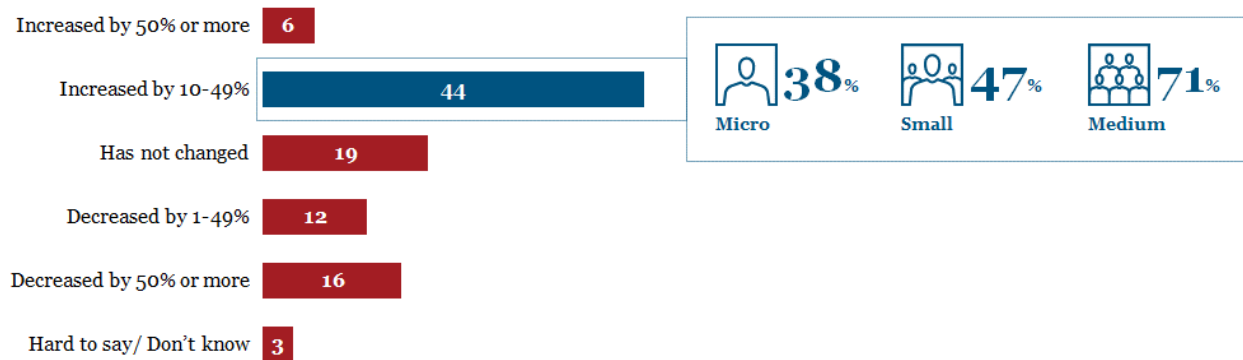 Increased by 50% or more 6
Increased by 10-49% 44
38% 47% 71%
Micro Small Medium
Has not changed 19
Decreased by 1-49% 12
Decreased by 50% or more 16
Hard to say/ Don’t know 3